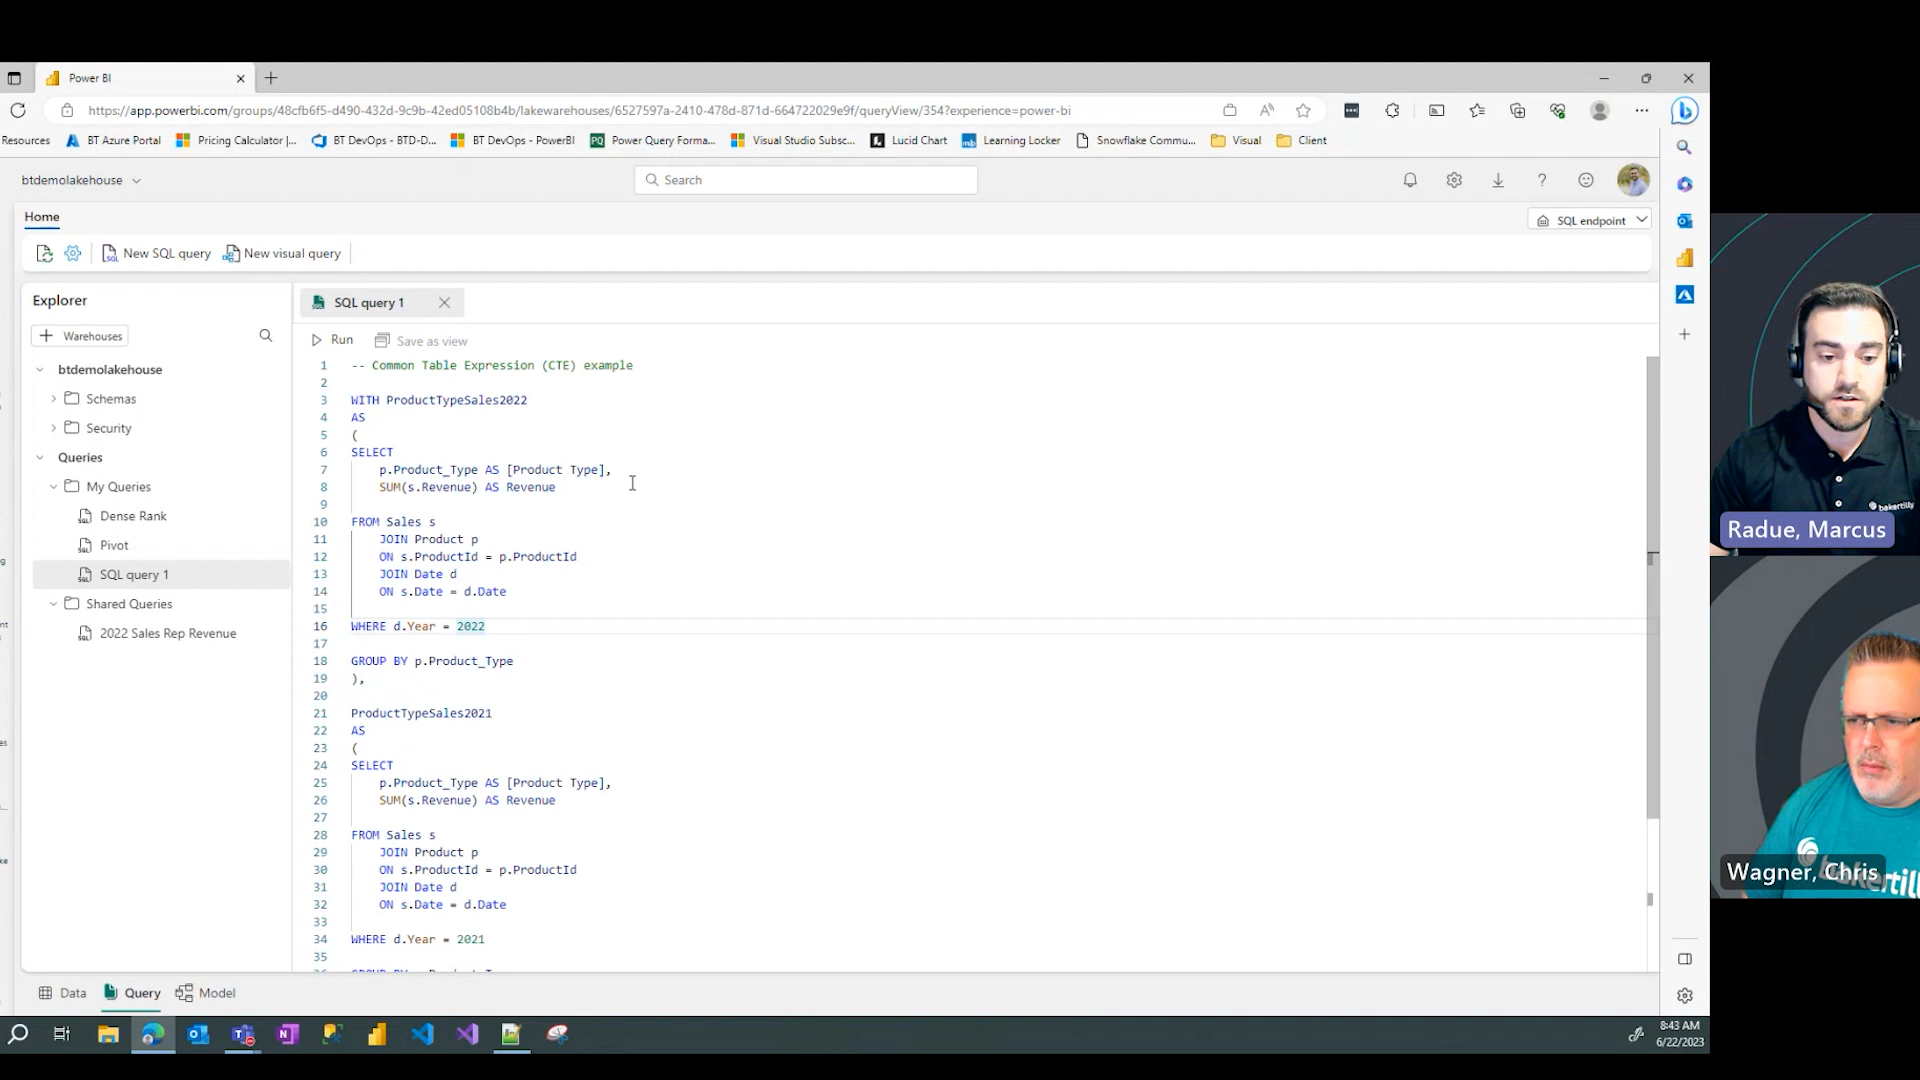 Power BI
https://app.powerbi.com/groups/48cfb6f5-d490-432d-9c9b-42ed05108b4b/lakewarehouses/6527597a-2410-478d-871d-664722029e9f/queryView/354?experience=power-bi
Resources
BT Azure Portal
Pricing Calculator |...
BT DevOps - BTD-D...
BT DevOps - PowerBI
Power Query Forma...
Visual Studio Subsc...
Lucid Chart
Learning Locker
Snowflake Commu...
Visual
Client
btdemolakehouse
Search
Home
SQL endpoint
New SQL query
New visual query
Explorer
SQL query 1
+ Warehouses
Run
Save as view
btdemolakehouse
Schemas
Security
Queries
My Queries
Dense Rank
Pivot
SQL query 1
Shared Queries
2022 Sales Rep Revenue
1 -- Common Table Expression (CTE) example
2
3 WITH ProductTypeSales2022
4 AS
5 (
6 SELECT
7 p.Product_Type AS [Product Type],
8 SUM(s.Revenue) AS Revenue
9
10 FROM Sales s
11 JOIN Product p
12 ON s.ProductId = p.ProductId
13 JOIN Date d
14 ON s.Date = d.Date
15
16 WHERE d.Year = 2022
17
18 GROUP BY p.Product_Type
19 ),
20
21 ProductTypeSales2021
22 AS
23 (
24 SELECT
25 p.Product_Type AS [Product Type],
26 SUM(s.Revenue) AS Revenue
27
28 FROM Sales s
29 JOIN Product p
30 ON s.ProductId = p.ProductId
31 JOIN Date d
32 ON s.Date = d.Date
33
34 WHERE d.Year = 2021
35
Data
Query
Model
8:43 AM
6/22/2023
bakertilly
Radue, Marcus
Wagner, Chris